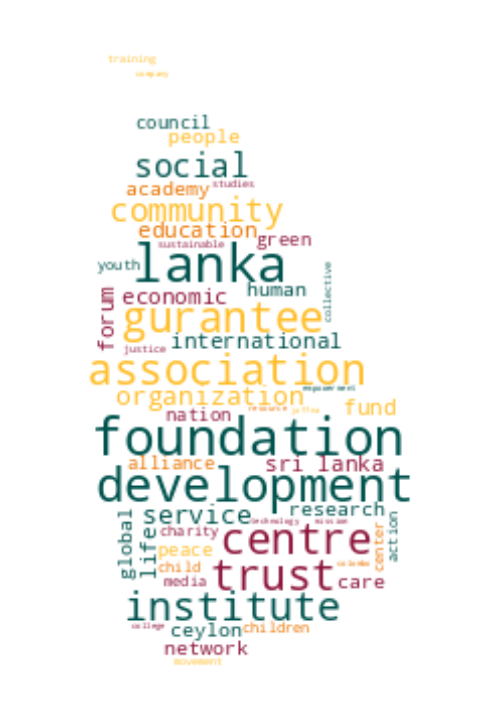 training
company
council
people
social
academy studies
community
education
sustainable green
youth lanka
human
collective
forum
economic
gurantee
justice international
association
empowerment
organization
resource jaffna fund
nation
foundation
alliance sri lanka
development
global
service research
technology mission
life
charity centre
center
action
peace
child colombo
media trust care
institute
college ceylon children
network
movement